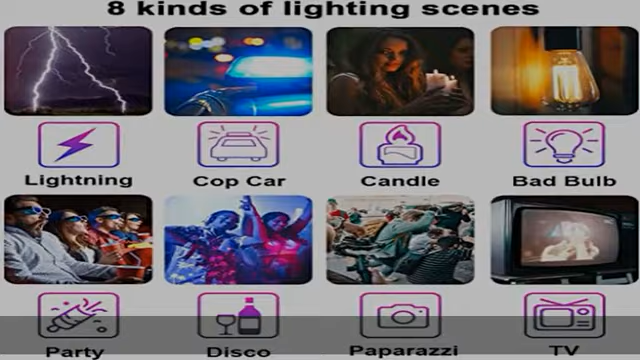 8 kinds of lighting scenes
Lightning Cop Car Candle Bad Bulb
Party Disco Paparazzi TV